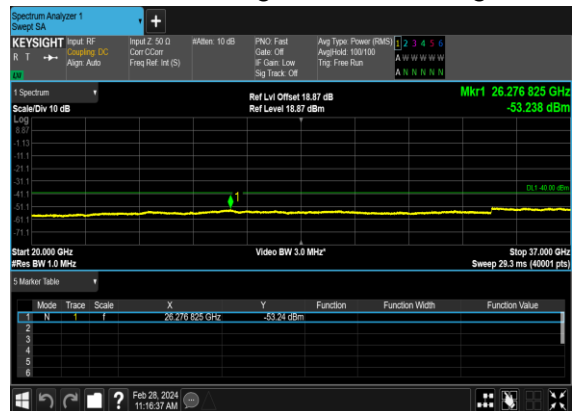 Spectrum Analyzer 1
Swept SA
+
KEYSIGHT Input: RF Input Z: 50 Ω #Atten: 10 dB PNO: Fast Avg Type: Power (RMS) 1 2 3 4 5 6
R T Coupling: DC Corr CCorr Gate: Off Avg|Hold: 100/100 A W W W W W
Align: Auto Freq Ref: Int (S) IF Gain: Low Trig: Free Run
Sig Track: Off A N N N N N
1 Spectrum Ref Lvl Offset 18.87 dB Mkr1 26.276 825 GHz
Scale/Div 10 dB Ref Level 18.87 dBm -53.238 dBm
Log
8.87
-1.13
-11.1
-21.1
-31.1
DL1 -40.00 dBm
-41.1
1
-51.1
-61.1
-71.1
Start 20.000 GHz Video BW 3.0 MHz* Stop 37.000 GHz
#Res BW 1.0 MHz Sweep 29.3 ms (40001 pts)
5 Marker Table
Mode Trace Scale X Y Function Function Width Function Value
1 N 1 f 26.276 825 GHz -53.24 dBm
2
3
4
5
6
? Feb 28, 2024
11:16:37 AM